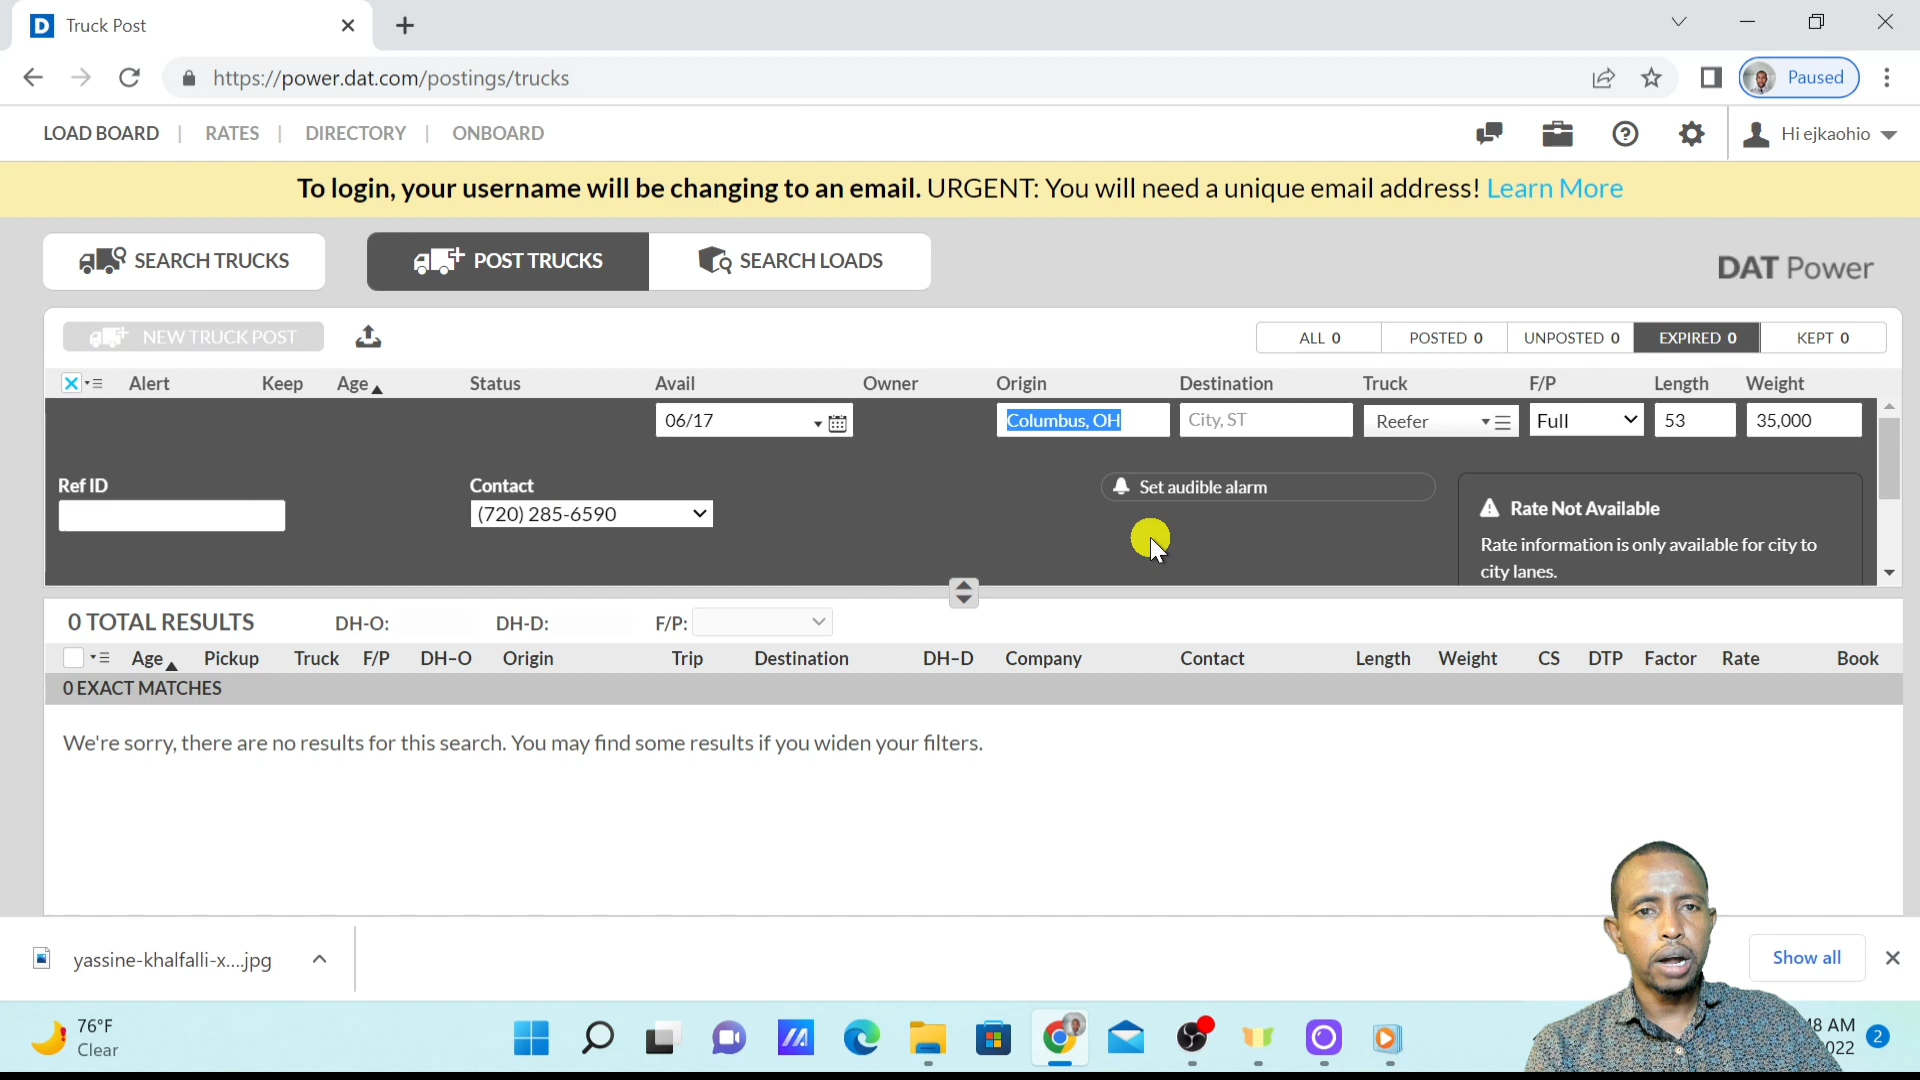 D Truck Post
https://power.dat.com/postings/trucks
Paused
LOAD BOARD | RATES | DIRECTORY | ONBOARD
Hi ejkaohio
To login, your username will be changing to an email. URGENT: You will need a unique email address! Learn More
SEARCH TRUCKS
POST TRUCKS
SEARCH LOADS
DAT Power
NEW TRUCK POST
ALL 0
POSTED 0
UNPOSTED 0
EXPIRED 0
KEPT 0
Alert Keep Age Status Avail Owner Origin Destination Truck F/P Length Weight
06/17
Columbus, OH
City, ST
Reefer
Full
53
35,000
Ref ID
Contact
(720) 285-6590
Set audible alarm
Rate Not Available
Rate information is only available for city to
city lanes.
0 TOTAL RESULTS DH-O: DH-D: F/P:
Age Pickup Truck F/P DH-O Origin Trip Destination DH-D Company Contact Length Weight CS DTP Factor Rate Book
0 EXACT MATCHES
We're sorry, there are no results for this search. You may find some results if you widen your filters.
yassine-khalfalli-x....jpg
Show all
76°F
Clear
8 AM
022
2